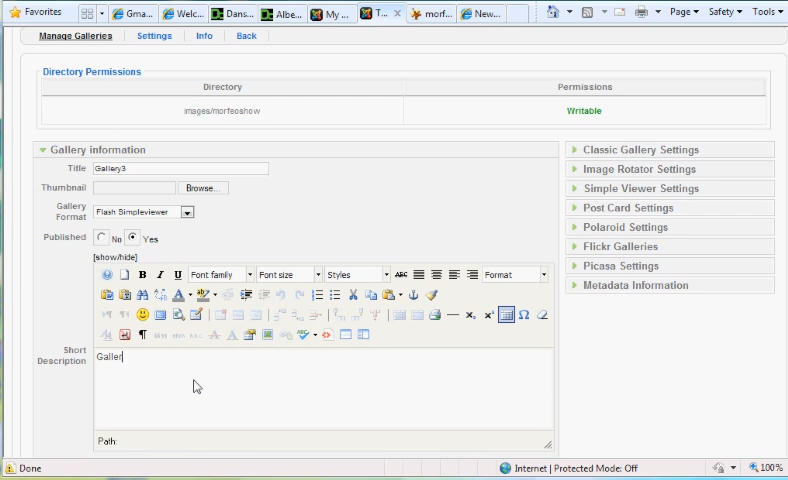 Favorites Gma... Welc... Dans... Albe... My ... T... morf... New... Page Safety Tools
Manage Galleries Settings Info Back
Directory Permissions
Directory Permissions
images/morfeoshow Writable
Gallery information
Title Gallery3
Thumbnail Browse...
Gallery Format Flash Simpleviewer
Published No Yes
[show/hide]
B I U Font family Font size Styles ABC Format
Short Description
Galler
Path:
Classic Gallery Settings
Image Rotator Settings
Simple Viewer Settings
Post Card Settings
Polaroid Settings
Flickr Galleries
Picasa Settings
Metadata Information
Done Internet | Protected Mode: Off 100%